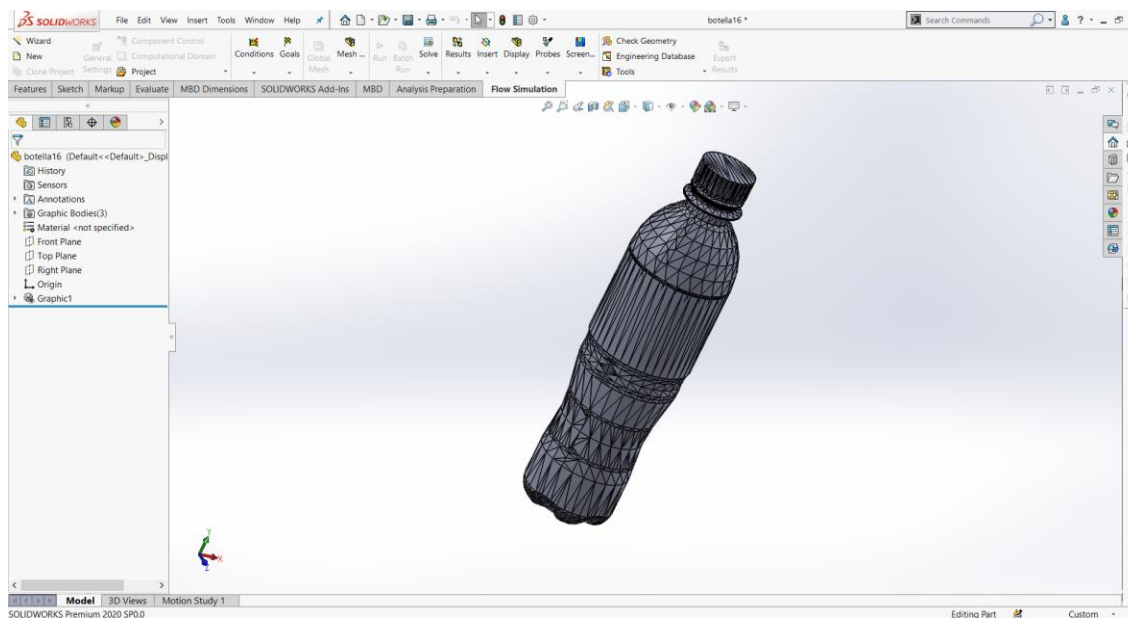 SOLIDWORKS File Edit View Insert Tools Window Help botella16 * Search Commands ?
Wizard
New
Clone Project
General Settings
Component Control
Computational Domain
Project
Conditions Goals Global Mesh Mesh ... Run Batch Run Solve Results Insert Display Probes Screen...
Check Geometry
Engineering Database
Tools
Export Results
Features Sketch Markup Evaluate MBD Dimensions SOLIDWORKS Add-Ins MBD Analysis Preparation Flow Simulation
botella16 (Default<<Default>_Displ
History
Sensors
Annotations
Graphic Bodies(3)
Material <not specified>
Front Plane
Top Plane
Right Plane
Origin
Graphic1
Y
X
Z
Model 3D Views Motion Study 1
SOLIDWORKS Premium 2020 SP0.0 Editing Part Custom